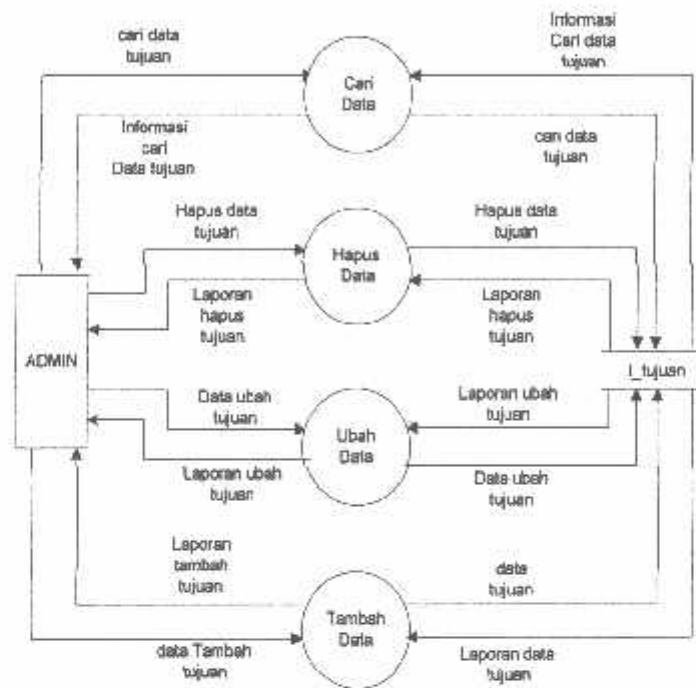 cari data
tujuan
Informasi
Cari data
tujuan
Cari
Data
Informasi
cari
Data tujuan
cari data
tujuan
Hapus data
tujuan
Hapus data
tujuan
Hapus
Data
Laporan
hapus
tujuan
Laporan
hapus
tujuan
ADMIN
t_tujuan
Data ubah
tujuan
Laporan ubah
tujuan
Ubah
Data
Laporan ubah
tujuan
Data ubah
tujuan
Laporan
tambah
tujuan
data
tujuan
Tambah
Data
data Tambah
tujuan
Laporan data
tujuan